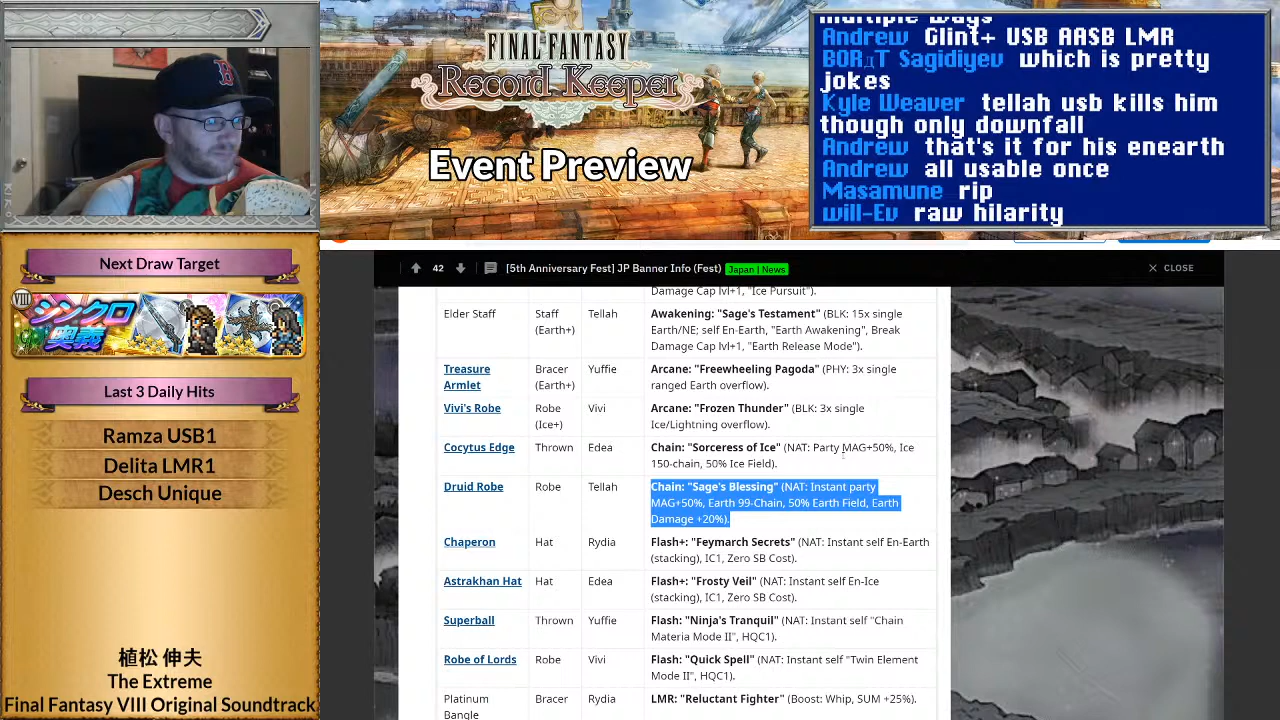 Next Draw Target
VIII
シンクロ
奥義
Last 3 Daily Hits
Ramza USB1
Delita LMR1
Desch Unique
植松 伸夫
The Extreme
Final Fantasy VIII Original Soundtrack
FINAL FANTASY
Record Keeper
Event Preview
multiple ways
Andrew Glint+ USB AASB LMR
BORдT Sagidiyev which is pretty
jokes
Kyle Weaver tellah usb kills him
though only downfall
Andrew that's it for his enearth
Andrew all usable once
Masamune rip
will-Ev raw hilarity
42 [5th Anniversary Fest] JP Banner Info (Fest) Japan | News CLOSE
Damage Cap lvl+1, "Ice Pursuit").
Elder Staff Staff (Earth+) Tellah Awakening: "Sage's Testament" (BLK: 15x single
Earth/NE; self En-Earth, "Earth Awakening", Break
Damage Cap lvl+1, "Earth Release Mode").
Treasure Armlet Bracer (Earth+) Yuffie Arcane: "Freewheeling Pagoda" (PHY: 3x single
ranged Earth overflow).
Vivi's Robe Robe (Ice+) Vivi Arcane: "Frozen Thunder" (BLK: 3x single
Ice/Lightning overflow).
Cocytus Edge Thrown Edea Chain: "Sorceress of Ice" (NAT: Party MAG+50%, Ice
150-chain, 50% Ice Field).
Druid Robe Robe Tellah Chain: "Sage's Blessing" (NAT: Instant party
MAG+50%, Earth 99-Chain, 50% Earth Field, Earth
Damage +20%).
Chaperon Hat Rydia Flash+: "Feymarch Secrets" (NAT: Instant self En-Earth
(stacking), IC1, Zero SB Cost).
Astrakhan Hat Hat Edea Flash+: "Frosty Veil" (NAT: Instant self En-Ice
(stacking), IC1, Zero SB Cost).
Superball Thrown Yuffie Flash: "Ninja's Tranquil" (NAT: Instant self "Chain
Materia Mode II", HQC1).
Robe of Lords Robe Vivi Flash: "Quick Spell" (NAT: Instant self "Twin Element
Mode II", HQC1).
Platinum Bangle Bracer Rydia LMR: "Reluctant Fighter" (Boost: Whip, SUM +25%).